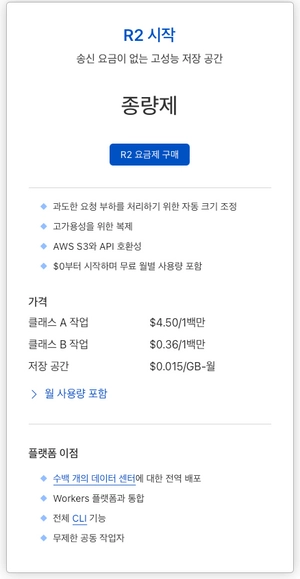 R2 시작
송신 요금이 없는 고성능 저장 공간
종량제
R2 요금제 구매
과도한 요청 부하를 처리하기 위한 자동 크기 조정
고가용성을 위한 복제
AWS S3와 API 호환성
$0부터 시작하며 무료 월별 사용량 포함
가격
클래스 A 작업 $4.50/1백만
클래스 B 작업 $0.36/1백만
저장 공간 $0.015/GB-월
월 사용량 포함
플랫폼 이점
수백 개의 데이터 센터에 대한 전역 배포
Workers 플랫폼과 통합
전체 CLI 기능
무제한 공동 작업자